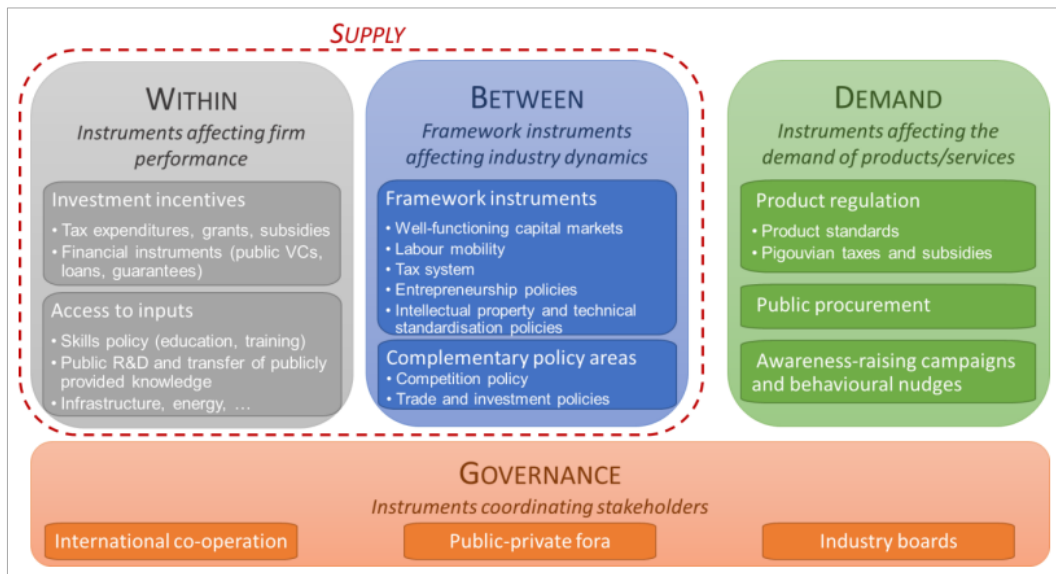 SUPPLY
WITHIN
Instruments affecting firm
performance
Investment incentives
• Tax expenditures, grants, subsidies
• Financial instruments (public VCs,
loans, guarantees)
Access to inputs
• Skills policy (education, training)
• Public R&D and transfer of publicly
provided knowledge
• Infrastructure, energy, …
BETWEEN
Framework instruments
affecting industry dynamics
Framework instruments
• Well-functioning capital markets
• Labour mobility
• Tax system
• Entrepreneurship policies
• Intellectual property and technical
standardisation policies
Complementary policy areas
• Competition policy
• Trade and investment policies
DEMAND
Instruments affecting the
demand of products/services
Product regulation
• Product standards
• Pigouvian taxes and subsidies
Public procurement
Awareness-raising campaigns
and behavioural nudges
GOVERNANCE
Instruments coordinating stakeholders
International co-operation
Public-private fora
Industry boards